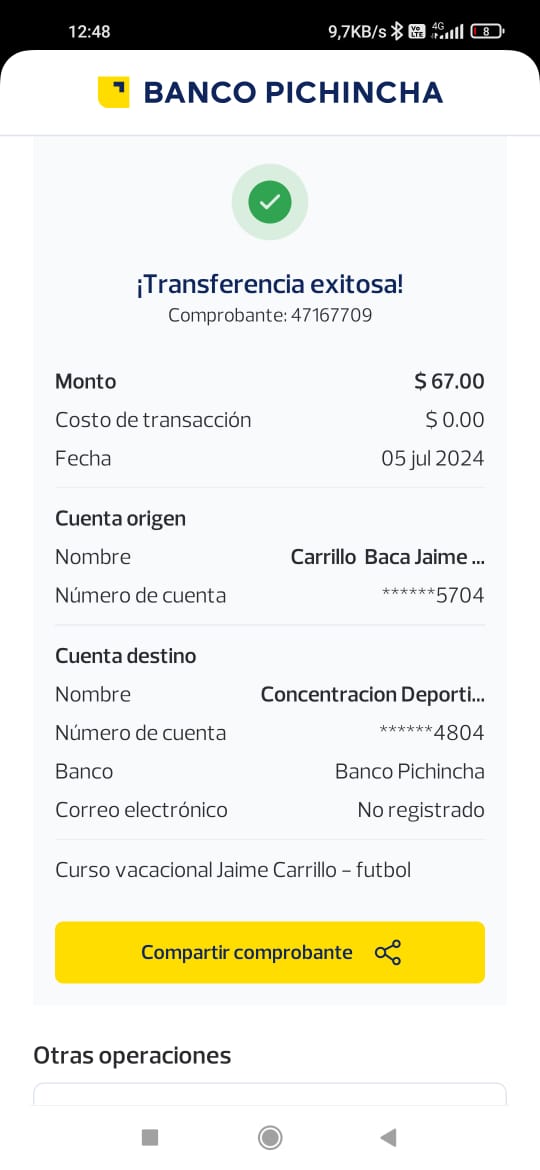 12:48 9,7KB/s Vo LTE 4G 8
BANCO PICHINCHA
¡Transferencia exitosa!
Comprobante: 47167709
Monto $ 67.00
Costo de transacción $ 0.00
Fecha 05 jul 2024
Cuenta origen
Nombre Carrillo Baca Jaime ...
Número de cuenta ******5704
Cuenta destino
Nombre Concentracion Deporti...
Número de cuenta ******4804
Banco Banco Pichincha
Correo electrónico No registrado
Curso vacacional Jaime Carrillo - futbol
Compartir comprobante
Otras operaciones